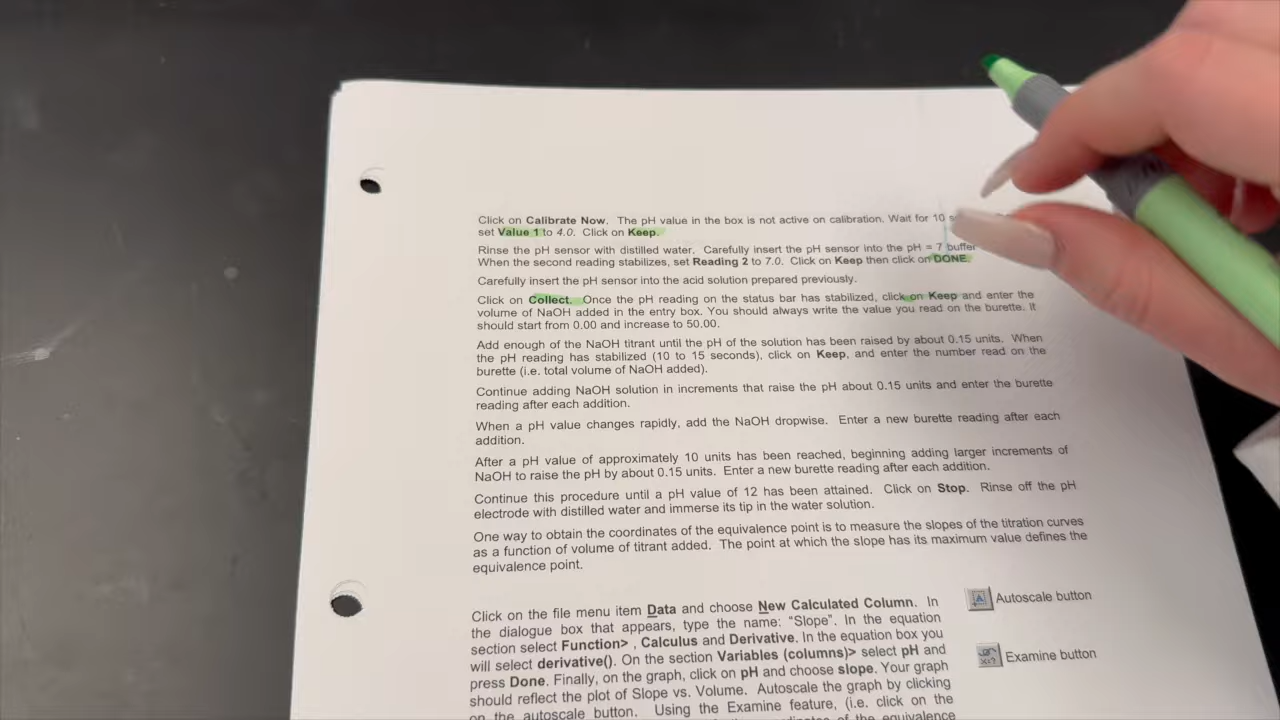 Click on Calibrate Now. The pH value in the box is not active on calibration. Wait for 10
set Value 1 to 4.0. Click on Keep.
Rinse the pH sensor with distilled water. Carefully insert the pH sensor into the pH = 7 buffer
When the second reading stabilizes, set Reading 2 to 7.0. Click on Keep then click on DONE.
Carefully insert the pH sensor into the acid solution prepared previously.
Click on Collect. Once the pH reading on the status bar has stabilized, click on Keep and enter the
volume of NaOH added in the entry box. You should always write the value you read on the burette. It
should start from 0.00 and increase to 50.00.
Add enough of the NaOH titrant until the pH of the solution has been raised by about 0.15 units. When
the pH reading has stabilized (10 to 15 seconds), click on Keep, and enter the number read on the
burette (i.e. total volume of NaOH added).
Continue adding NaOH solution in increments that raise the pH about 0.15 units and enter the burette
reading after each addition.
When a pH value changes rapidly, add the NaOH dropwise. Enter a new burette reading after each
addition.
After a pH value of approximately 10 units has been reached, beginning adding larger increments of
NaOH to raise the pH by about 0.15 units. Enter a new burette reading after each addition.
Continue this procedure until a pH value of 12 has been attained. Click on Stop. Rinse off the pH
electrode with distilled water and immerse its tip in the water solution.
One way to obtain the coordinates of the equivalence point is to measure the slopes of the titration curves
as a function of volume of titrant added. The point at which the slope has its maximum value defines the
equivalence point.
Click on the file menu item Data and choose New Calculated Column. In
the dialogue box that appears, type the name: “Slope”. In the equation
section select Function> , Calculus and Derivative. In the equation box you
will select derivative(). On the section Variables (columns)> select pH and
press Done. Finally, on the graph, click on pH and choose slope. Your graph
should reflect the plot of Slope vs. Volume. Autoscale the graph by clicking
on the autoscale button. Using the Examine feature, (i.e. click on the
of the equivalence
Autoscale button
Examine button